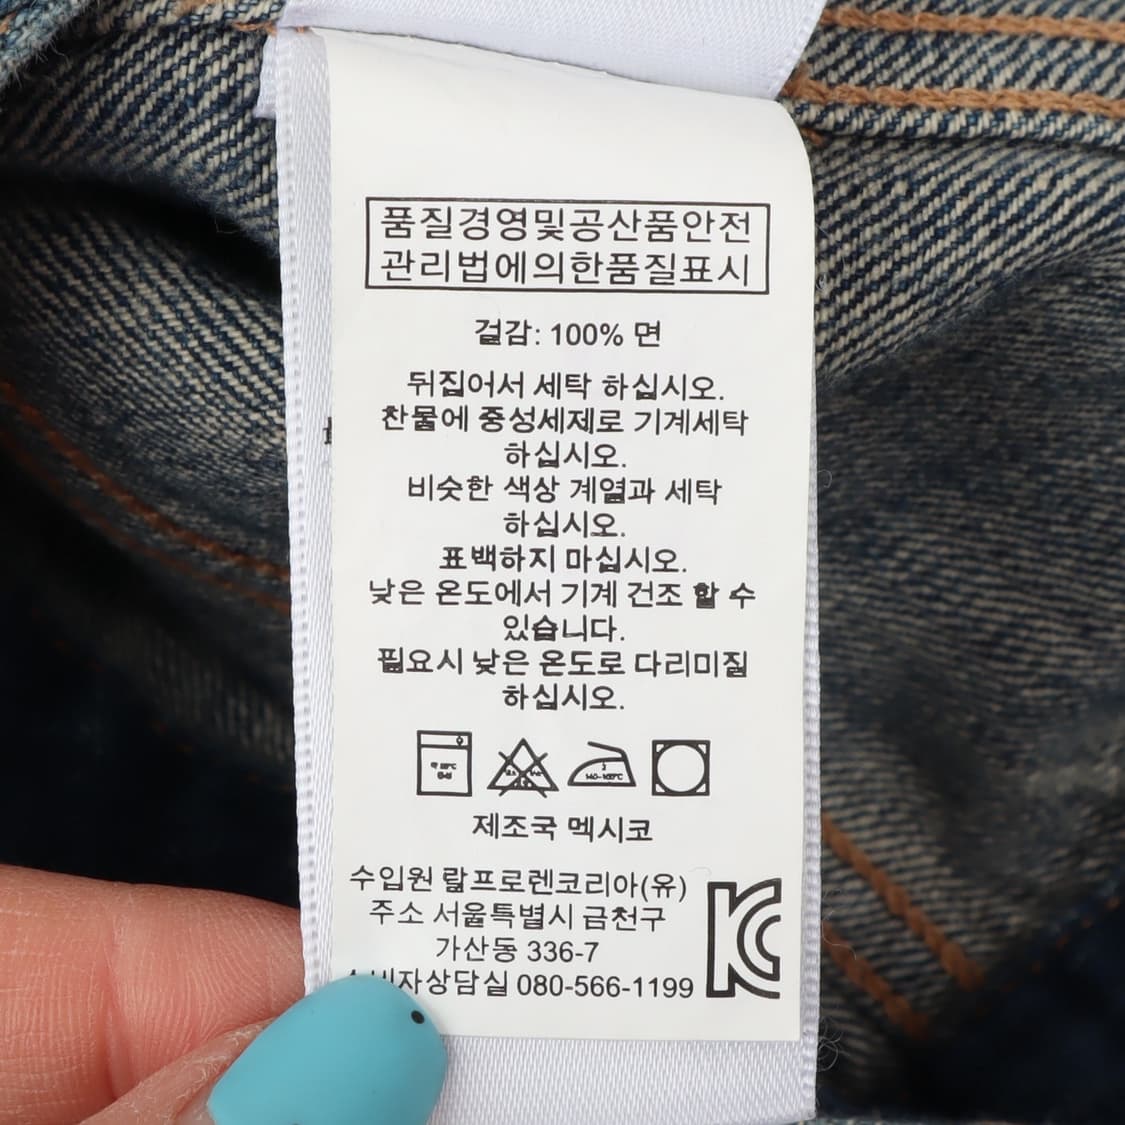 품질경영및공산품안전
관리법에의한품질표시
겉감: 100% 면
뒤집어서 세탁 하십시오.
찬물에 중성세제로 기계세탁
하십시오.
비슷한 색상 계열과 세탁
하십시오.
표백하지 마십시오.
낮은 온도에서 기계 건조 할 수
있습니다.
필요시 낮은 온도로 다리미질
하십시오.
제조국 멕시코
수입원 랄프로렌코리아(유)
주소 서울특별시 금천구
가산동 336-7
080-566-1199